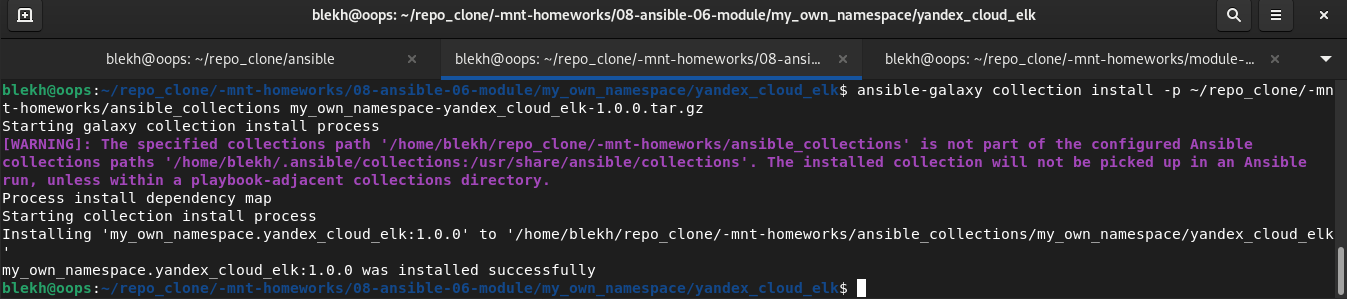 blekh@oops: ~/repo_clone/-mnt-homeworks/08-ansible-06-module/my_own_namespace/yandex_cloud_elk
blekh@oops: ~/repo_clone/ansible
blekh@oops: ~/repo_clone/-mnt-homeworks/08-ansi...
blekh@oops: ~/repo_clone/-mnt-homeworks/module-...
blekh@oops:~/repo_clone/-mnt-homeworks/08-ansible-06-module/my_own_namespace/yandex_cloud_elk$ ansible-galaxy collection install -p ~/repo_clone/-mn
t-homeworks/ansible_collections my_own_namespace-yandex_cloud_elk-1.0.0.tar.gz
Starting galaxy collection install process
[WARNING]: The specified collections path '/home/blekh/repo_clone/-mnt-homeworks/ansible_collections' is not part of the configured Ansible
collections paths '/home/blekh/.ansible/collections:/usr/share/ansible/collections'. The installed collection will not be picked up in an Ansible
run, unless within a playbook-adjacent collections directory.
Process install dependency map
Starting collection install process
Installing 'my_own_namespace.yandex_cloud_elk:1.0.0' to '/home/blekh/repo_clone/-mnt-homeworks/ansible_collections/my_own_namespace/yandex_cloud_elk
'
my_own_namespace.yandex_cloud_elk:1.0.0 was installed successfully
blekh@oops:~/repo_clone/-mnt-homeworks/08-ansible-06-module/my_own_namespace/yandex_cloud_elk$